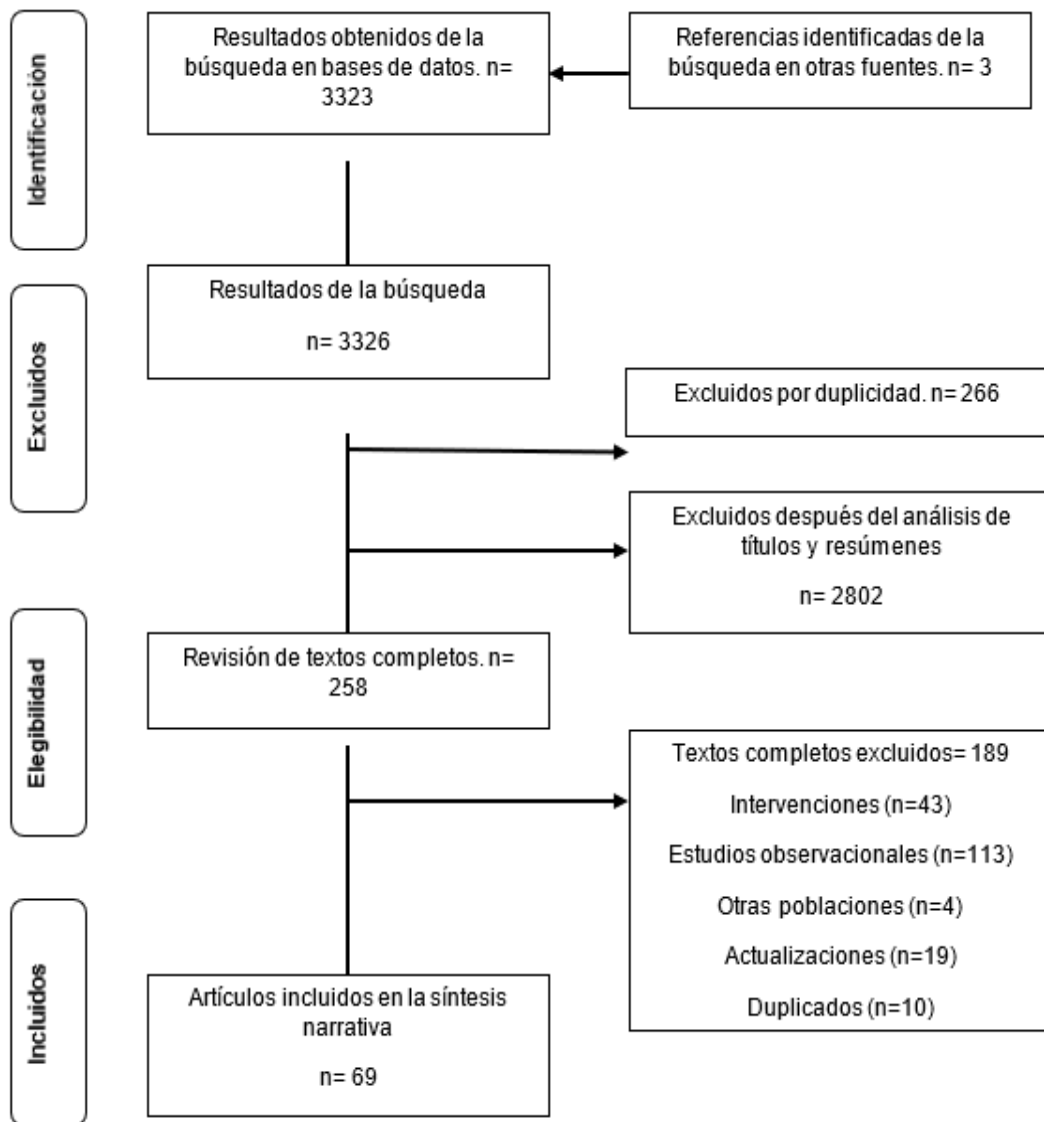 Identificación
Resultados obtenidos de la
búsqueda en bases de datos. n=
3323
Referencias identificadas de la
búsqueda en otras fuentes. n= 3
Excluidos
Resultados de la búsqueda
n= 3326
Excluidos por duplicidad. n= 266
Excluidos después del análisis de
títulos y resúmenes
n= 2802
Elegibilidad
Revisión de textos completos. n=
258
Textos completos excluidos= 189
Intervenciones (n=43)
Estudios observacionales (n=113)
Otras poblaciones (n=4)
Actualizaciones (n=19)
Duplicados (n=10)
Incluidos
Artículos incluidos en la síntesis
narrativa
n= 69